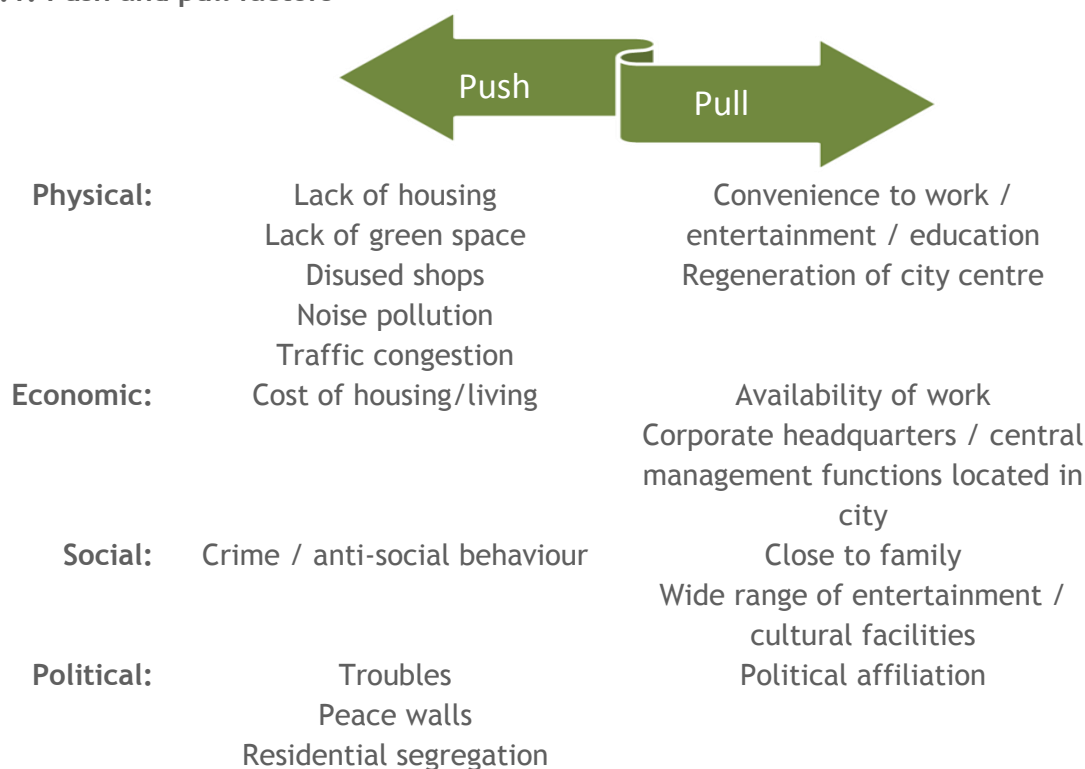 Push
Pull
Physical:
Lack of housing
Lack of green space
Disused shops
Noise pollution
Traffic congestion
Convenience to work /
entertainment / education
Regeneration of city centre
Economic:
Cost of housing/living
Availability of work
Corporate headquarters / central
management functions located in
city
Social:
Crime / anti-social behaviour
Close to family
Wide range of entertainment /
cultural facilities
Political:
Troubles
Peace walls
Residential segregation
Political affiliation